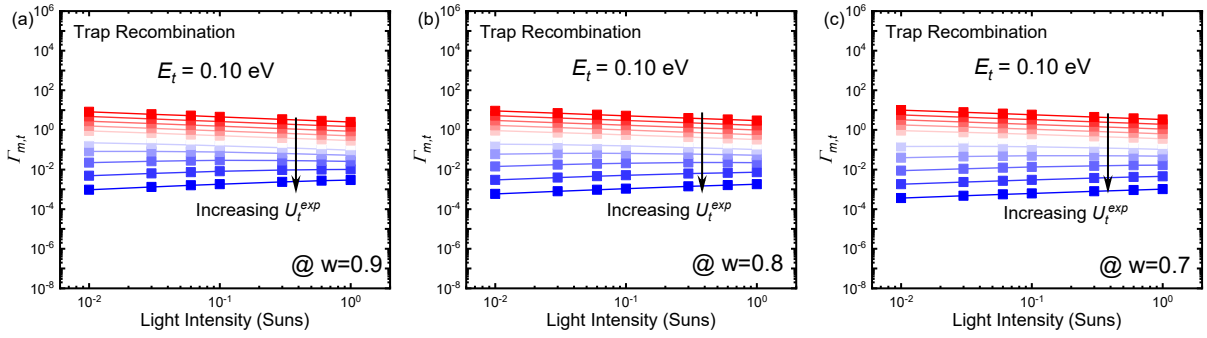 (a)
Trap Recombination
E_t = 0.10 eV
Increasing U_t^exp
@ w=0.9
10^6
10^4
10^2
10^0
10^-2
10^-4
10^-6
10^-8
Γ_m,t
10^-2
10^-1
10^0
Light Intensity (Suns)
(b)
Trap Recombination
E_t = 0.10 eV
Increasing U_t^exp
@ w=0.8
10^6
10^4
10^2
10^0
10^-2
10^-4
10^-6
10^-8
Γ_m,t
10^-2
10^-1
10^0
Light Intensity (Suns)
(c)
Trap Recombination
E_t = 0.10 eV
Increasing U_t^exp
@ w=0.7
10^6
10^4
10^2
10^0
10^-2
10^-4
10^-6
10^-8
Γ_m,t
10^-2
10^-1
10^0
Light Intensity (Suns)